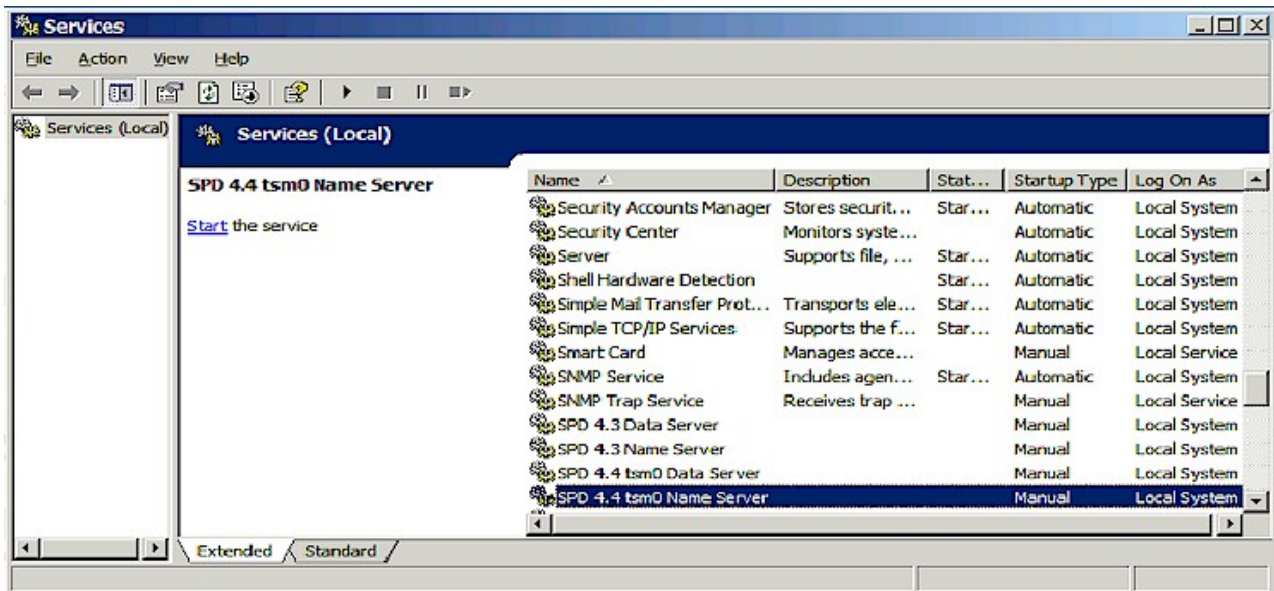 Services
File Action View Help
Services (Local)
Services (Local)
SPD 4.4 tsm0 Name Server
Start the service
Name Description Stat... Startup Type Log On As
Security Accounts Manager Stores securit... Star... Automatic Local System
Security Center Monitors syste... Automatic Local System
Server Supports file, ... Star... Automatic Local System
Shell Hardware Detection Star... Automatic Local System
Simple Mail Transfer Prot... Transports ele... Star... Automatic Local System
Simple TCP/IP Services Supports the f... Star... Automatic Local System
Smart Card Manages acce... Manual Local Service
SNMP Service Includes agen... Star... Automatic Local System
SNMP Trap Service Receives trap ... Manual Local Service
SPD 4.3 Data Server Manual Local System
SPD 4.3 Name Server Manual Local System
SPD 4.4 tsm0 Data Server Manual Local System
SPD 4.4 tsm0 Name Server Manual Local System
Extended Standard